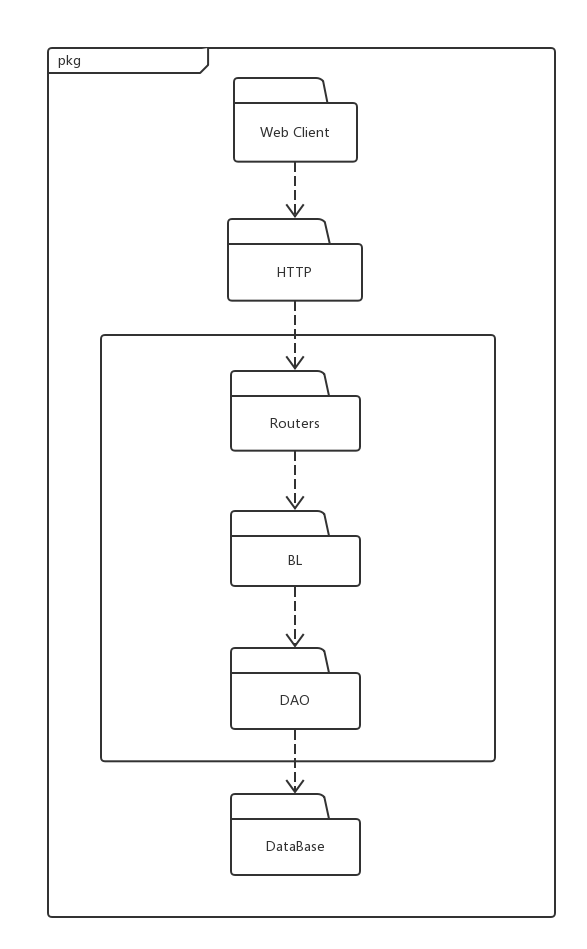 pkg
Web Client
HTTP
Routers
BL
DAO
DataBase